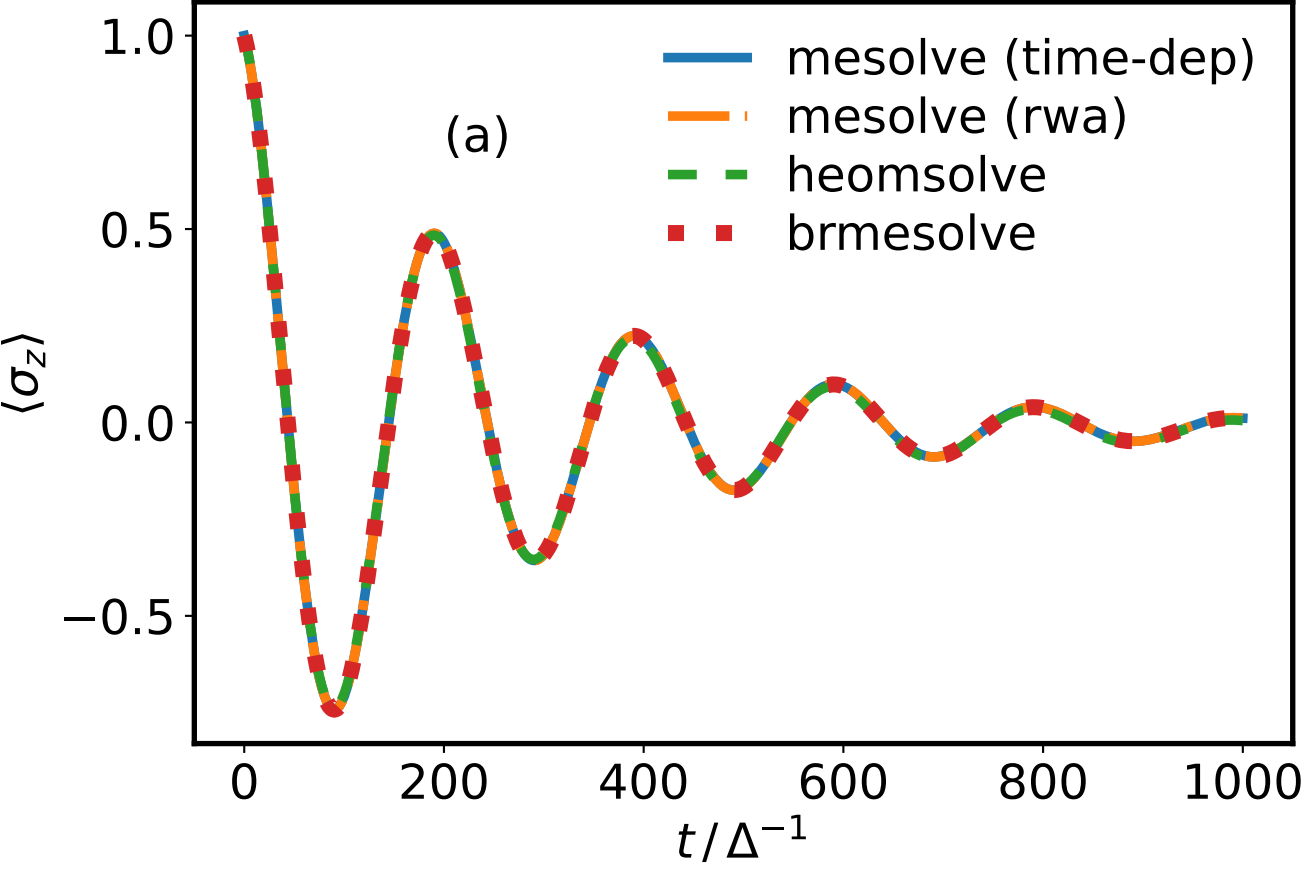 mesolve (time-dep)
mesolve (rwa)
heomsolve
brmesolve
(a)
1.0
0.5
0.0
−0.5
⟨σz⟩
0 200 400 600 800 1000
t / Δ⁻¹